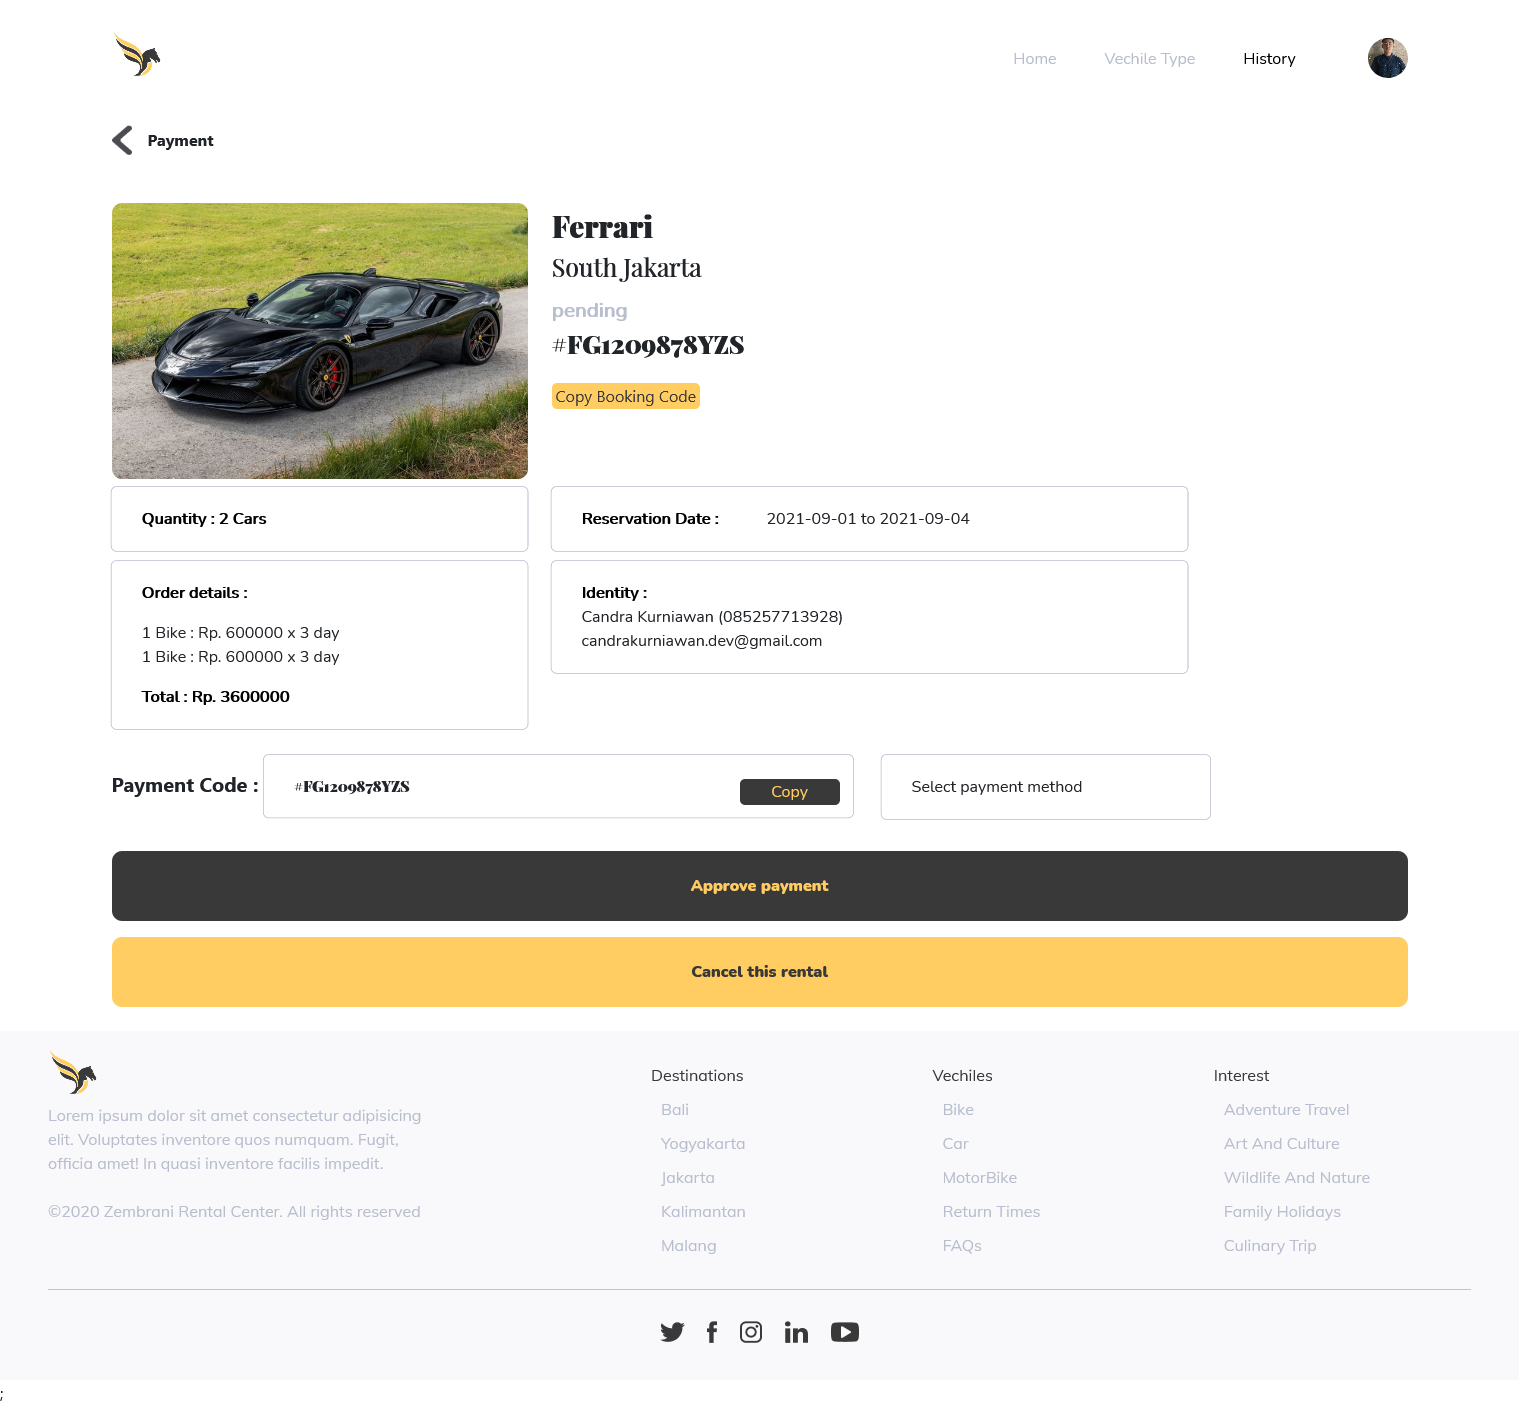 Home Vechile Type History
Payment
Ferrari
South Jakarta
pending
#FG1209878YZS
Copy Booking Code
Quantity : 2 Cars
Reservation Date : 2021-09-01 to 2021-09-04
Order details :
1 Bike : Rp. 600000 x 3 day
1 Bike : Rp. 600000 x 3 day
Total : Rp. 3600000
Identity :
Candra Kurniawan (085257713928)
candrakurniawan.dev@gmail.com
Payment Code : #FG1209878YZS Copy
Select payment method
Approve payment
Cancel this rental
Lorem ipsum dolor sit amet consectetur adipisicing
elit. Voluptates inventore quos numquam. Fugit,
officia amet! In quasi inventore facilis impedit.
©2020 Zembrani Rental Center. All rights reserved
Destinations
Bali
Yogyakarta
Jakarta
Kalimantan
Malang
Vechiles
Bike
Car
MotorBike
Return Times
FAQs
Interest
Adventure Travel
Art And Culture
Wildlife And Nature
Family Holidays
Culinary Trip
;